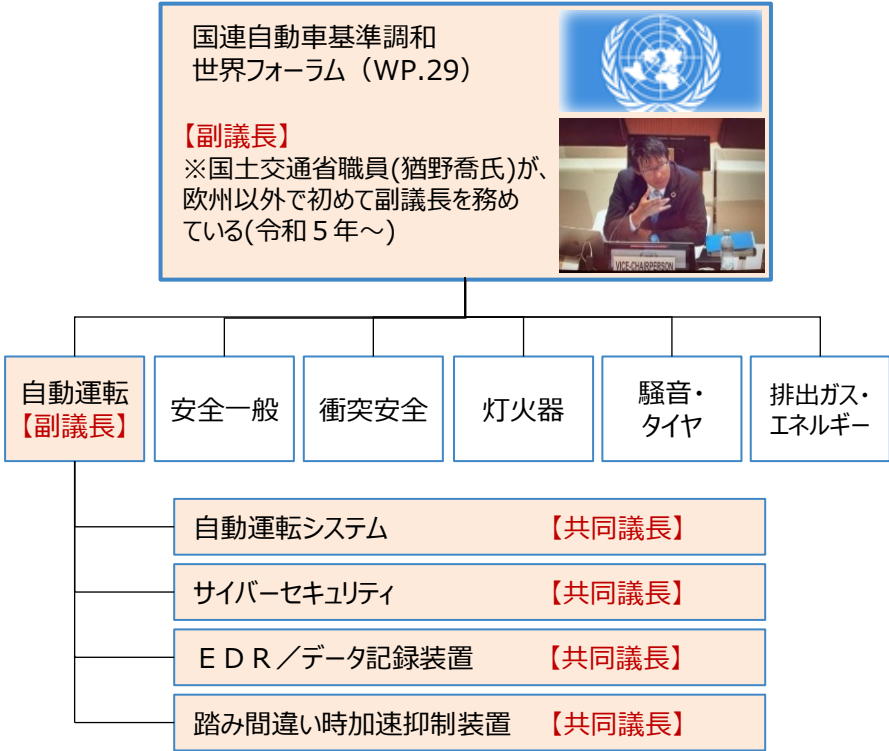 国連自動車基準調和
世界フォーラム（WP.29）
【副議長】
※国土交通省職員(猶野喬氏)が、
欧州以外で初めて副議長を務め
ている(令和５年～)
VICE-CHAIRPERSON
自動運転
【副議長】
安全一般
衝突安全
灯火器
騒音・
タイヤ
排出ガス・
エネルギー
自動運転システム 【共同議長】
サイバーセキュリティ 【共同議長】
ＥＤＲ／データ記録装置 【共同議長】
踏み間違い時加速抑制装置 【共同議長】